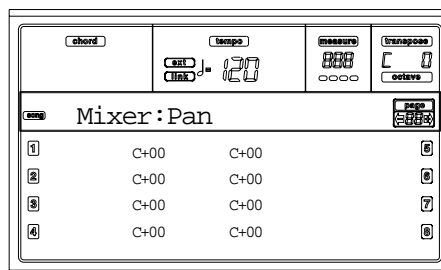 chord tempo measure transpose
ext link ♩= 120 888 C 0
octave
song Mixer:Pan page 88
1 C+00 C+00 5
2 C+00 C+00 6
3 C+00 C+00 7
4 C+00 C+00 8